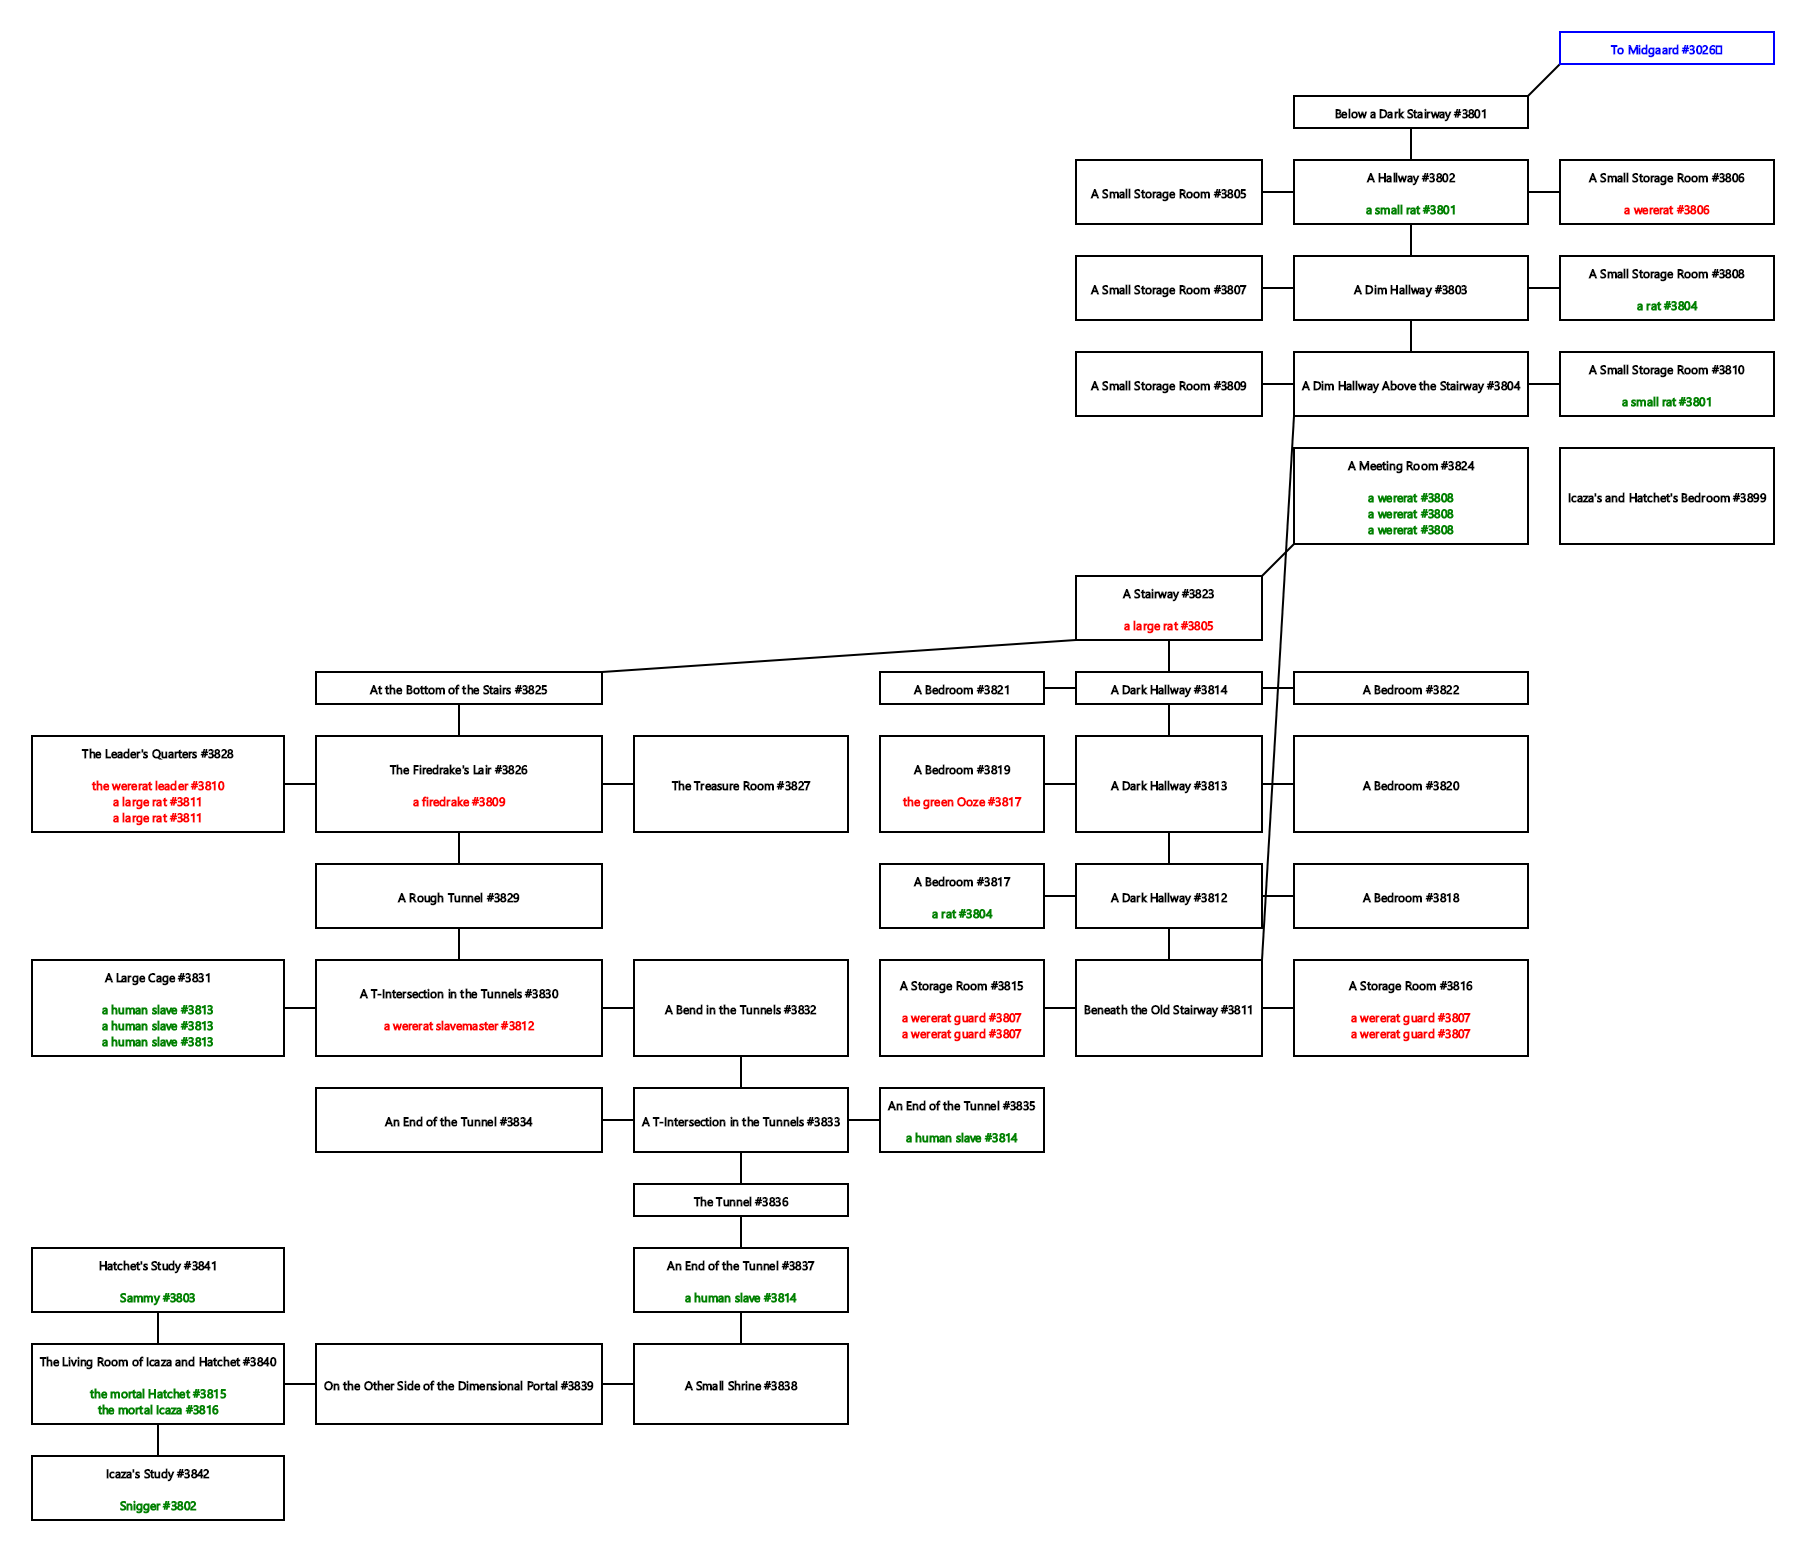 To Midgaard #3026
Below a Dark Stairway #3801
A Small Storage Room #3805
A Hallway #3802
a small rat #3801
A Small Storage Room #3806
a wererat #3806
A Small Storage Room #3807
A Dim Hallway #3803
A Small Storage Room #3808
a rat #3804
A Small Storage Room #3809
A Dim Hallway Above the Stairway #3804
A Small Storage Room #3810
a small rat #3801
A Meeting Room #3824
a wererat #3808
a wererat #3808
a wererat #3808
Icaza's and Hatchet's Bedroom #3899
A Stairway #3823
a large rat #3805
At the Bottom of the Stairs #3825
A Bedroom #3821
A Dark Hallway #3814
A Bedroom #3822
The Leader's Quarters #3828
the wererat leader #3810
a large rat #3811
a large rat #3811
The Firedrake's Lair #3826
a firedrake #3809
The Treasure Room #3827
A Bedroom #3819
the green Ooze #3817
A Dark Hallway #3813
A Bedroom #3820
A Rough Tunnel #3829
A Bedroom #3817
a rat #3804
A Dark Hallway #3812
A Bedroom #3818
A Large Cage #3831
a human slave #3813
a human slave #3813
a human slave #3813
A T-Intersection in the Tunnels #3830
a wererat slavemaster #3812
A Bend in the Tunnels #3832
A Storage Room #3815
a wererat guard #3807
a wererat guard #3807
Beneath the Old Stairway #3811
A Storage Room #3816
a wererat guard #3807
a wererat guard #3807
An End of the Tunnel #3834
A T-Intersection in the Tunnels #3833
An End of the Tunnel #3835
a human slave #3814
The Tunnel #3836
Hatchet's Study #3841
Sammy #3803
An End of the Tunnel #3837
a human slave #3814
The Living Room of Icaza and Hatchet #3840
the mortal Hatchet #3815
the mortal Icaza #3816
On the Other Side of the Dimensional Portal #3839
A Small Shrine #3838
Icaza's Study #3842
Snigger #3802